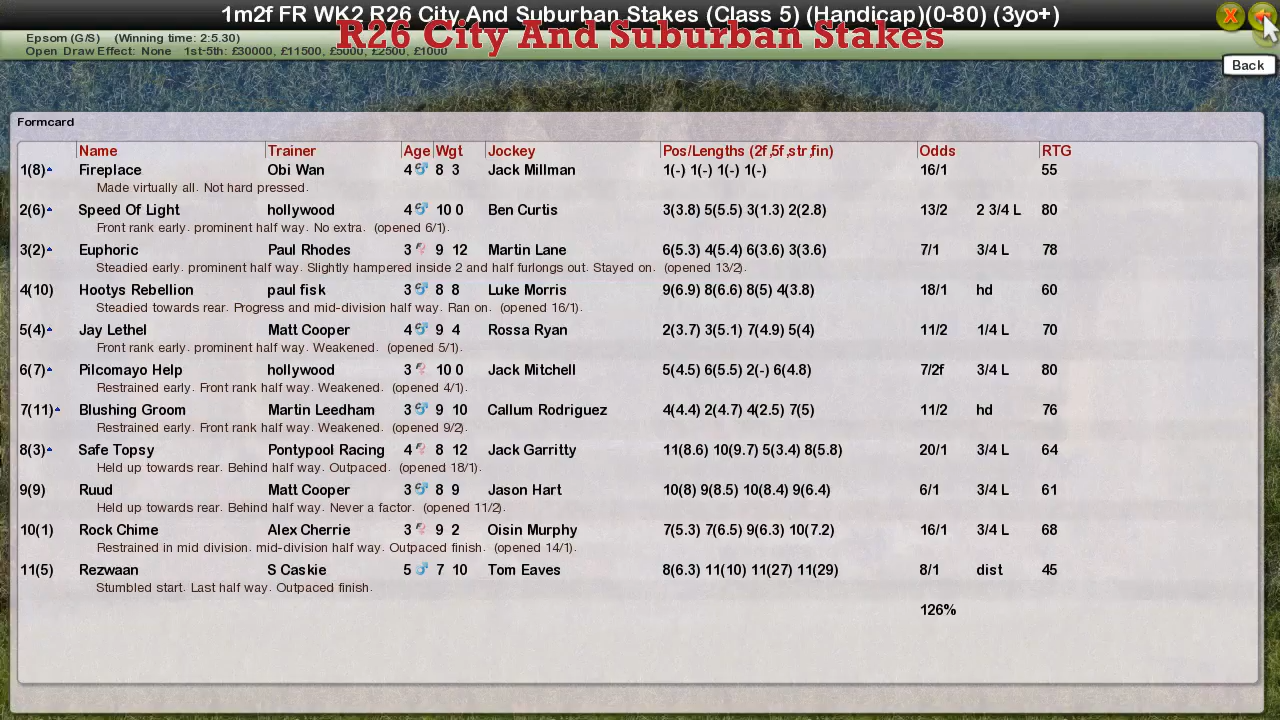 1m2f FR WK2 R26 City And Suburban Stakes (Class 5) (Handicap)(0-80) (3yo+)
R26 City And Suburban Stakes
Epsom (G/S) (Winning time: 2:5.30)
Open Draw Effect: None 1st-5th: £30000, £11500, £5000, £2500, £1000
Back
Formcard
Name Trainer Age Wgt Jockey Pos/Lengths (2f,5f,str,fin) Odds RTG
1(8) Fireplace Obi Wan 4 8 3 Jack Millman 1(-) 1(-) 1(-) 1(-) 16/1 55
Made virtually all. Not hard pressed.
2(6) Speed Of Light hollywood 4 10 0 Ben Curtis 3(3.8) 5(5.5) 3(1.3) 2(2.8) 13/2 2 3/4 L 80
Front rank early. prominent half way. No extra. (opened 6/1).
3(2) Euphoric Paul Rhodes 3 9 12 Martin Lane 6(5.3) 4(5.4) 6(3.6) 3(3.6) 7/1 3/4 L 78
Steadied early. prominent half way. Slightly hampered inside 2 and half furlongs out. Stayed on. (opened 13/2).
4(10) Hootys Rebellion paul fisk 3 8 8 Luke Morris 9(6.9) 8(6.6) 8(5) 4(3.8) 18/1 hd 60
Steadied towards rear. Progress and mid-division half way. Ran on. (opened 16/1).
5(4) Jay Lethel Matt Cooper 4 9 4 Rossa Ryan 2(3.7) 3(5.1) 7(4.9) 5(4) 11/2 1/4 L 70
Front rank early. prominent half way. Weakened. (opened 5/1).
6(7) Pilcomayo Help hollywood 3 10 0 Jack Mitchell 5(4.5) 6(5.5) 2(-) 6(4.8) 7/2f 3/4 L 80
Restrained early. Front rank half way. Weakened. (opened 4/1).
7(11) Blushing Groom Martin Leedham 3 9 10 Callum Rodriguez 4(4.4) 2(4.7) 4(2.5) 7(5) 11/2 hd 76
Restrained early. Front rank half way. Weakened. (opened 9/2).
8(3) Safe Topsy Pontypool Racing 4 8 12 Jack Garritty 11(8.6) 10(9.7) 5(3.4) 8(5.8) 20/1 3/4 L 64
Held up towards rear. Behind half way. Outpaced. (opened 18/1).
9(9) Ruud Matt Cooper 3 8 9 Jason Hart 10(8) 9(8.5) 10(8.4) 9(6.4) 6/1 3/4 L 61
Held up towards rear. Behind half way. Never a factor. (opened 11/2).
10(1) Rock Chime Alex Cherrie 3 9 2 Oisin Murphy 7(5.3) 7(6.5) 9(6.3) 10(7.2) 16/1 3/4 L 68
Restrained in mid division. mid-division half way. Outpaced finish. (opened 14/1).
11(5) Rezwaan S Caskie 5 7 10 Tom Eaves 8(6.3) 11(10) 11(27) 11(29) 8/1 dist 45
Stumbled start. Last half way. Outpaced finish.
126%